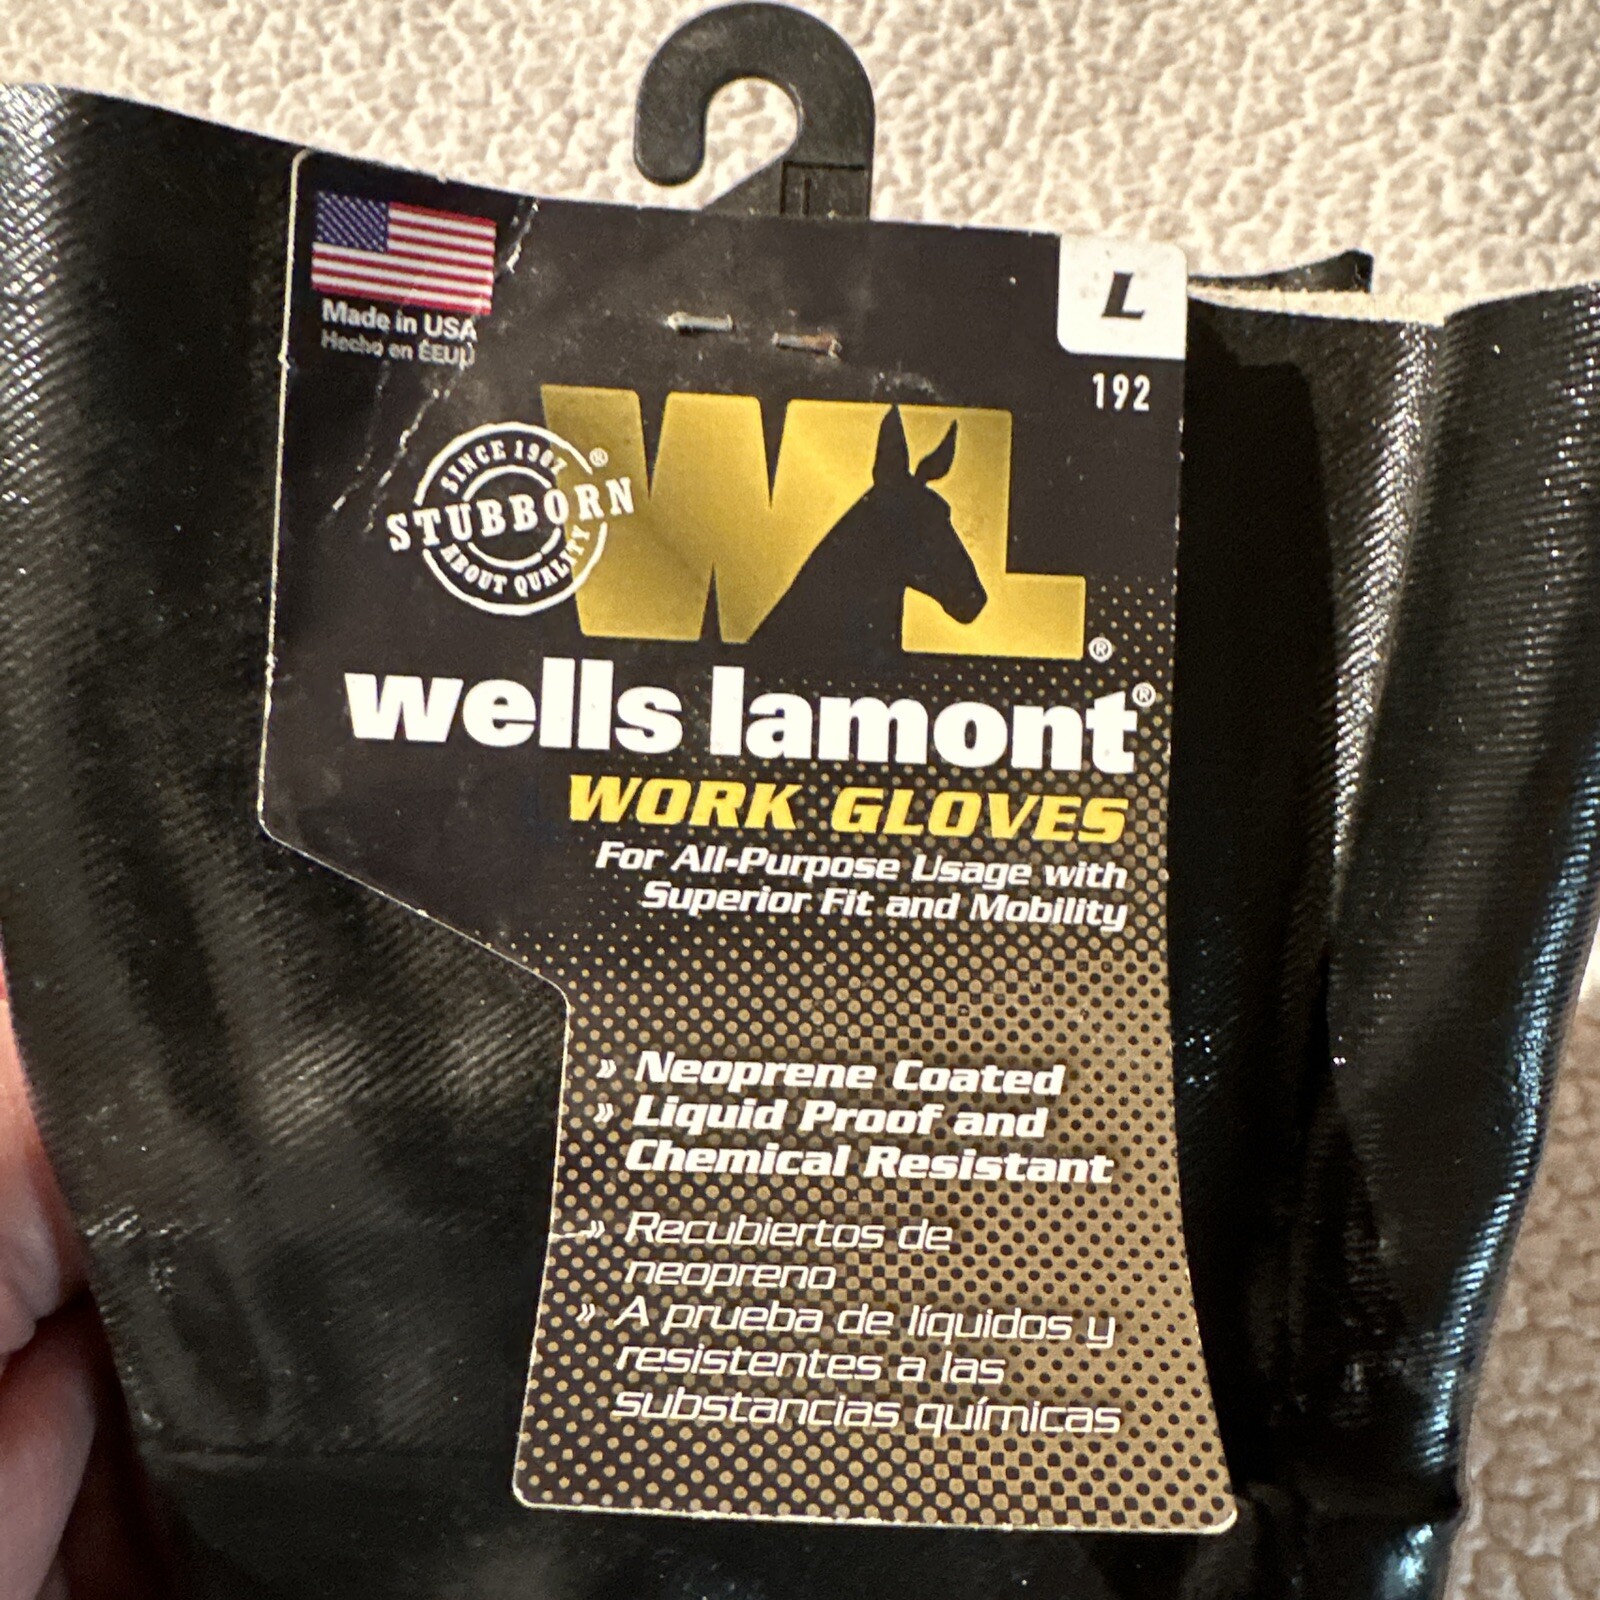 Made in USA
Hecho en EEUU
L
192
SINCE 1907
®
STUBBORN
ABOUT QUALITY
WL
®
wells lamont®
WORK GLOVES
For All-Purpose Usage with
Superior Fit and Mobility
» Neoprene Coated
» Liquid Proof and
Chemical Resistant
» Recubiertos de
neopreno
» A prueba de líquidos y
resistentes a las
substancias químicas